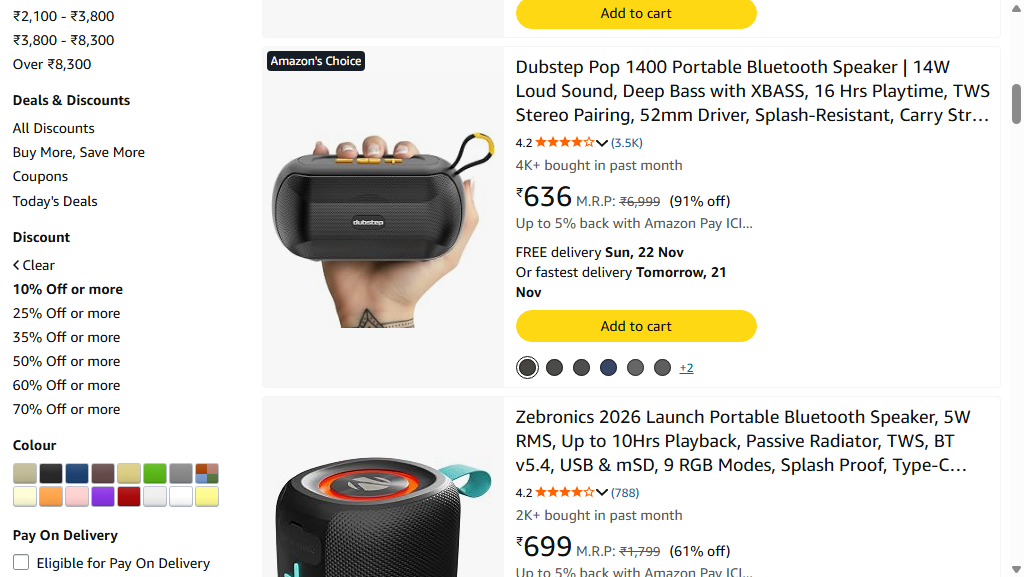 ₹2,100 - ₹3,800
₹3,800 - ₹8,300
Over ₹8,300
Deals & Discounts
All Discounts
Buy More, Save More
Coupons
Today's Deals
Discount
Clear
10% Off or more
25% Off or more
35% Off or more
50% Off or more
60% Off or more
70% Off or more
Colour
Pay On Delivery
Eligible for Pay On Delivery
Add to cart
Amazon's Choice
dubstep
Dubstep Pop 1400 Portable Bluetooth Speaker | 14W
Loud Sound, Deep Bass with XBASS, 16 Hrs Playtime, TWS
Stereo Pairing, 52mm Driver, Splash-Resistant, Carry Str…
4.2 (3.5K)
4K+ bought in past month
₹636 M.R.P: ₹6,999 (91% off)
Up to 5% back with Amazon Pay ICI…
FREE delivery Sun, 22 Nov
Or fastest delivery Tomorrow, 21
Nov
Add to cart
+2
Zebronics 2026 Launch Portable Bluetooth Speaker, 5W
RMS, Up to 10Hrs Playback, Passive Radiator, TWS, BT
v5.4, USB & mSD, 9 RGB Modes, Splash Proof, Type-C…
4.2 (788)
2K+ bought in past month
₹699 M.R.P: ₹1,799 (61% off)
Up to 5% back with Amazon Pay ICI…